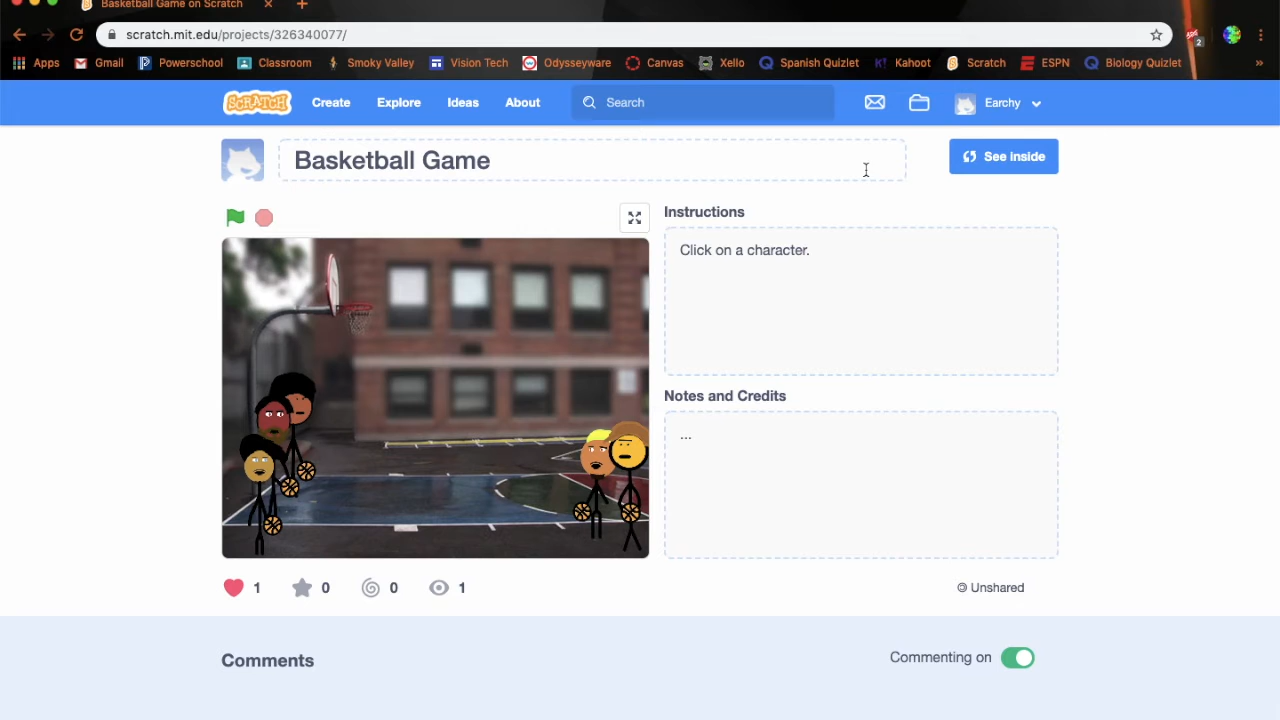 Basketball Game on Scratch
scratch.mit.edu/projects/326340077/
2
Apps Gmail Powerschool Classroom Smoky Valley Vision Tech Odysseyware Canvas Xello Spanish Quizlet Kahoot Scratch ESPN Biology Quizlet »
SCRATCH Create Explore Ideas About Search Earchy
Basketball Game
See inside
Instructions
Click on a character.
Notes and Credits
...
1 0 0 1
Unshared
Comments
Commenting on